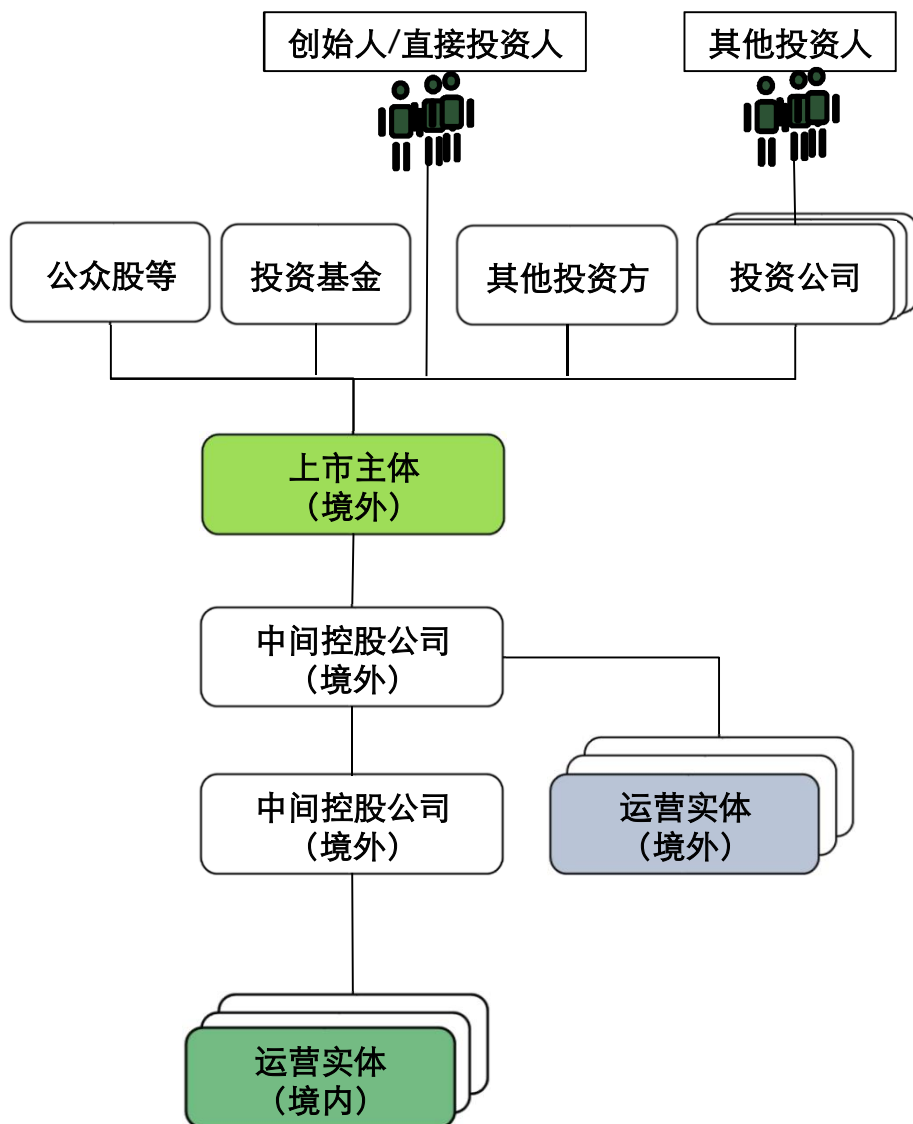 创始人/直接投资人
其他投资人
公众股等
投资基金
其他投资方
投资公司
上市主体
（境外）
中间控股公司
（境外）
中间控股公司
（境外）
运营实体
（境外）
运营实体
（境内）